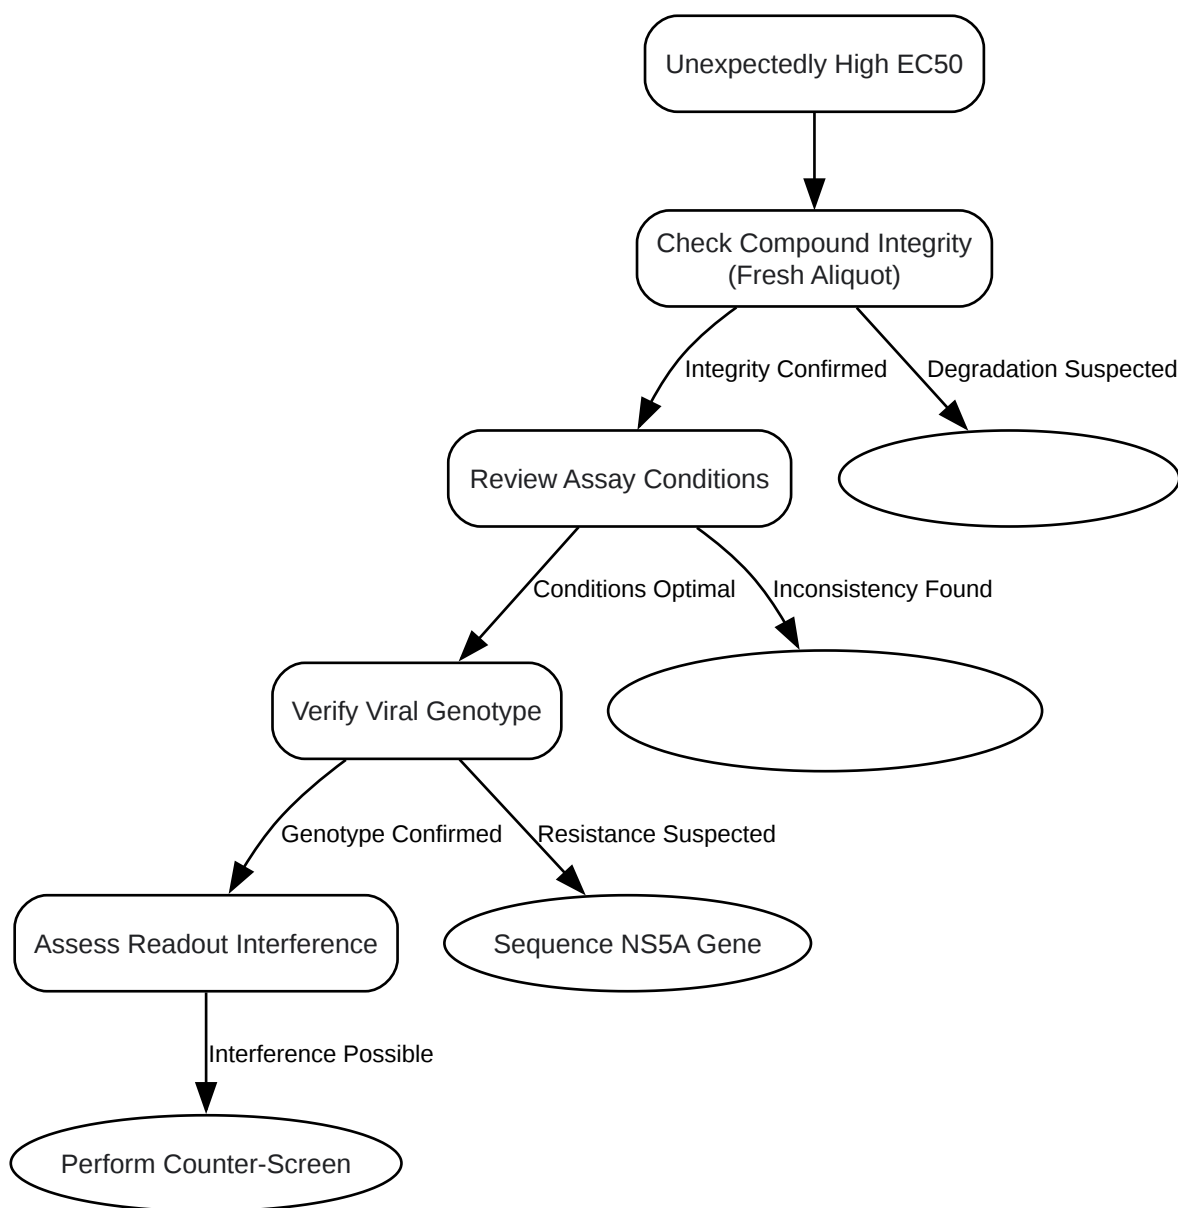 Unexpectedly High EC50
Check Compound Integrity
(Fresh Aliquot)
Integrity Confirmed
Degradation Suspected
Review Assay Conditions
Conditions Optimal
Inconsistency Found
Verify Viral Genotype
Genotype Confirmed
Resistance Suspected
Assess Readout Interference
Sequence NS5A Gene
Interference Possible
Perform Counter-Screen